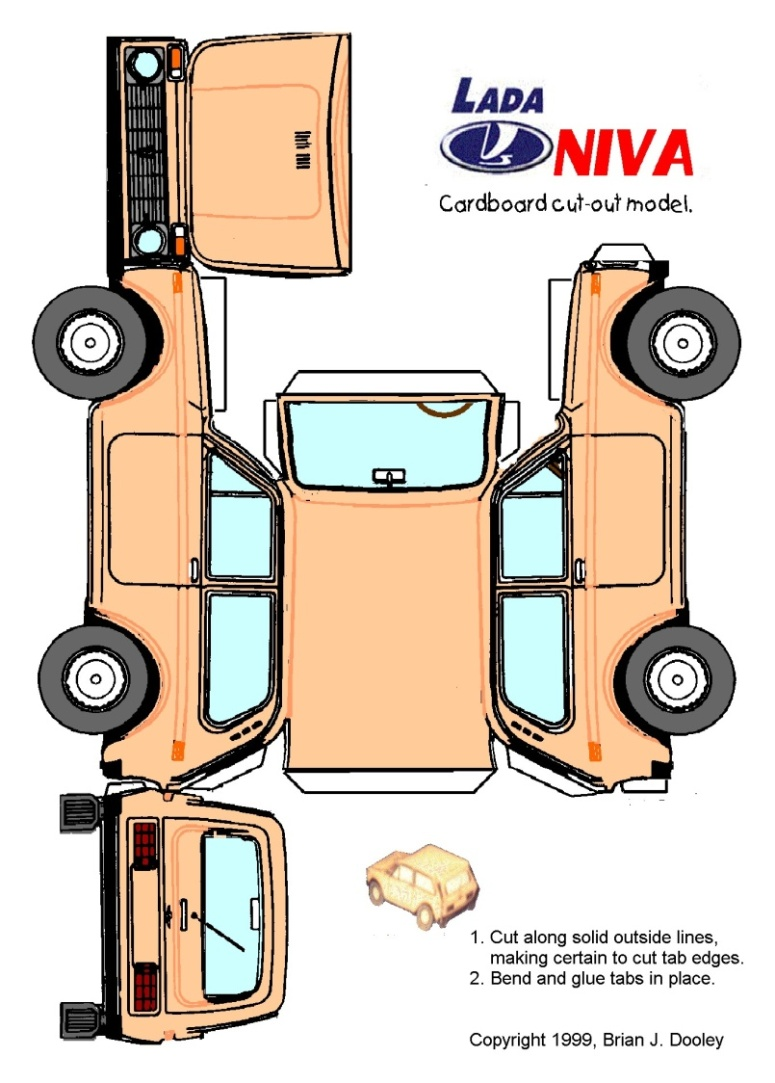 LADA
NIVA
Cardboard cut-out model.
1. Cut along solid outside lines,
making certain to cut tab edges.
2. Bend and glue tabs in place.
Copyright 1999, Brian J. Dooley